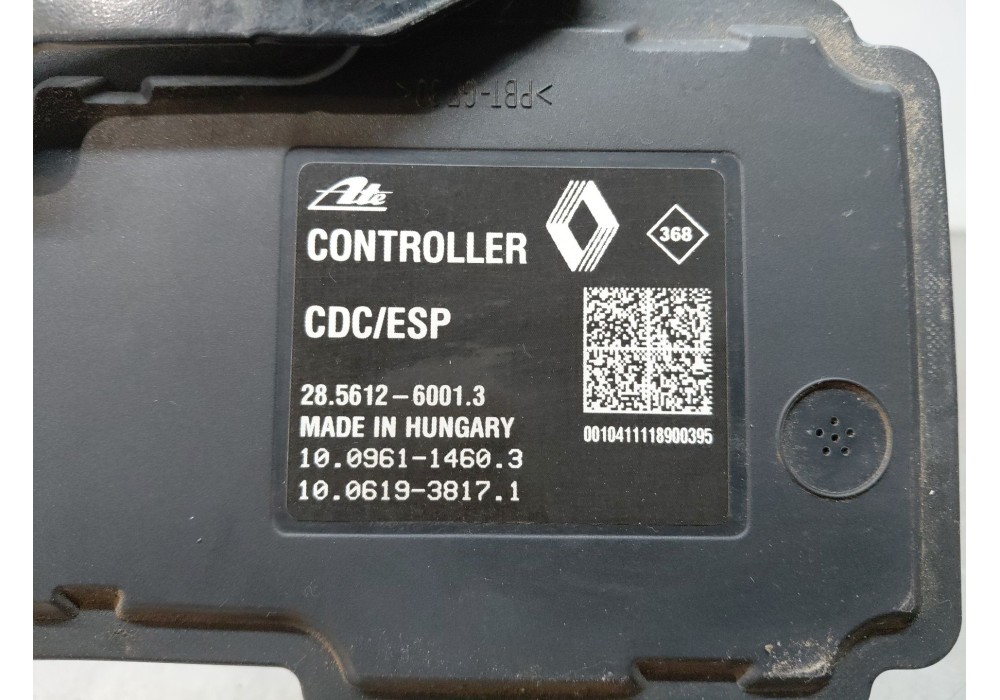 Ate
CONTROLLER
368
CDC/ESP
28.5612-6001.3
MADE IN HUNGARY
10.0961-1460.3
10.0619-3817.1
0010411118900395